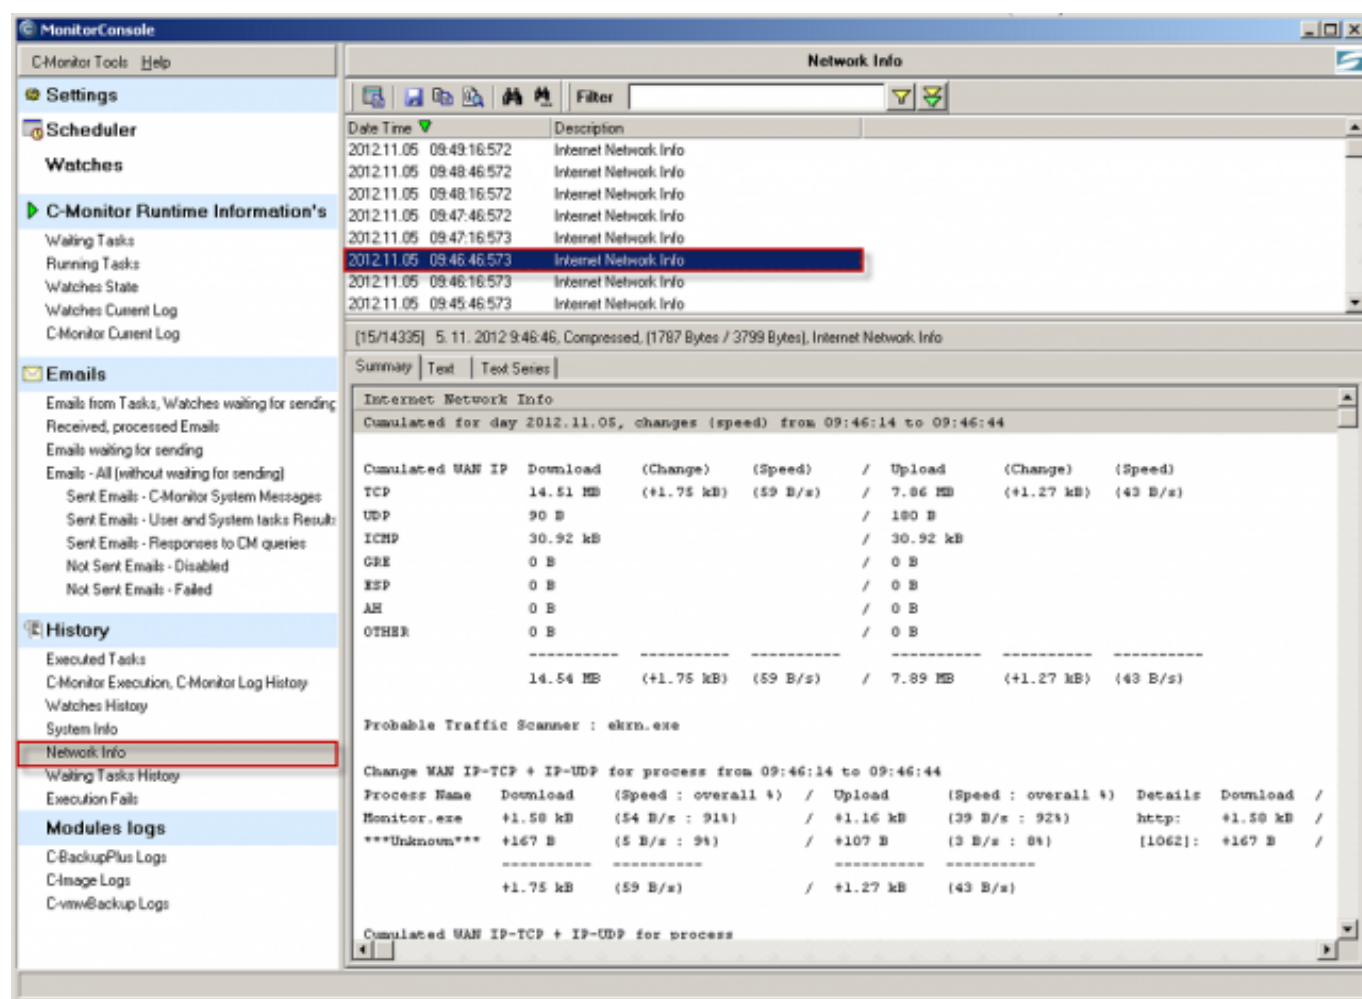 MonitorConsole
C-Monitor Tools Help
Network Info
Settings
Filter
Scheduler
Date Time Description
2012.11.05 09:49:16:572 Internet Network Info
2012.11.05 09:48:46:572 Internet Network Info
Watches
2012.11.05 09:48:16:572 Internet Network Info
C-Monitor Runtime Information's
2012.11.05 09:47:46:572 Internet Network Info
2012.11.05 09:47:16:573 Internet Network Info
2012.11.05 09:46:46:573 Internet Network Info
2012.11.05 09:46:16:573 Internet Network Info
2012.11.05 09:45:46:573 Internet Network Info
Waiting Tasks
Running Tasks
Watches State
Watches Current Log
C-Monitor Current Log
[15/14335] 5. 11. 2012 9:46:46, Compressed, (1787 Bytes / 3799 Bytes), Internet Network Info
Summary Text Text Series
Emails
Emails from Tasks, Watches waiting for sending
Received, processed Emails
Emails waiting for sending
Emails - All (without waiting for sending)
Sent Emails - C-Monitor System Messages
Sent Emails - User and System tasks Results
Sent Emails - Responses to CM queries
Not Sent Emails - Disabled
Not Sent Emails - Failed
History
Executed Tasks
C-Monitor Execution, C-Monitor Log History
Watches History
System Info
Network Info
Waiting Tasks History
Execution Fails
Modules logs
C-BackupPlus Logs
C-Image Logs
C-vmwBackup Logs
Internet Network Info
Cumulated for day 2012.11.05, changes (speed) from 09:46:14 to 09:46:44
Cumulated WAN IP Download (Change) (Speed) / Upload (Change) (Speed)
TCP 14.51 MB (+1.75 kB) (59 B/s) / 7.86 MB (+1.27 kB) (43 B/s)
UDP 90 B / 180 B
ICMP 30.92 kB / 30.92 kB
GRE 0 B / 0 B
ESP 0 B / 0 B
AH 0 B / 0 B
OTHER 0 B / 0 B
---------- ---------- ---------- ---------- ---------- ----------
14.54 MB (+1.75 kB) (59 B/s) / 7.89 MB (+1.27 kB) (43 B/s)
Probable Traffic Scanner : ekrn.exe
Change WAN IP-TCP + IP-UDP for process from 09:46:14 to 09:46:44
Process Name Download (Speed : overall %) / Upload (Speed : overall %) Details Download /
Monitor.exe +1.58 kB (54 B/s : 91%) / +1.16 kB (39 B/s : 92%) http: +1.58 kB /
***Unknown*** +167 B (5 B/s : 9%) / +107 B (3 B/s : 8%) [1062]: +167 B /
---------- ---------- ---------- ----------
+1.75 kB (59 B/s) / +1.27 kB (43 B/s)
Cumulated WAN IP-TCP + IP-UDP for process